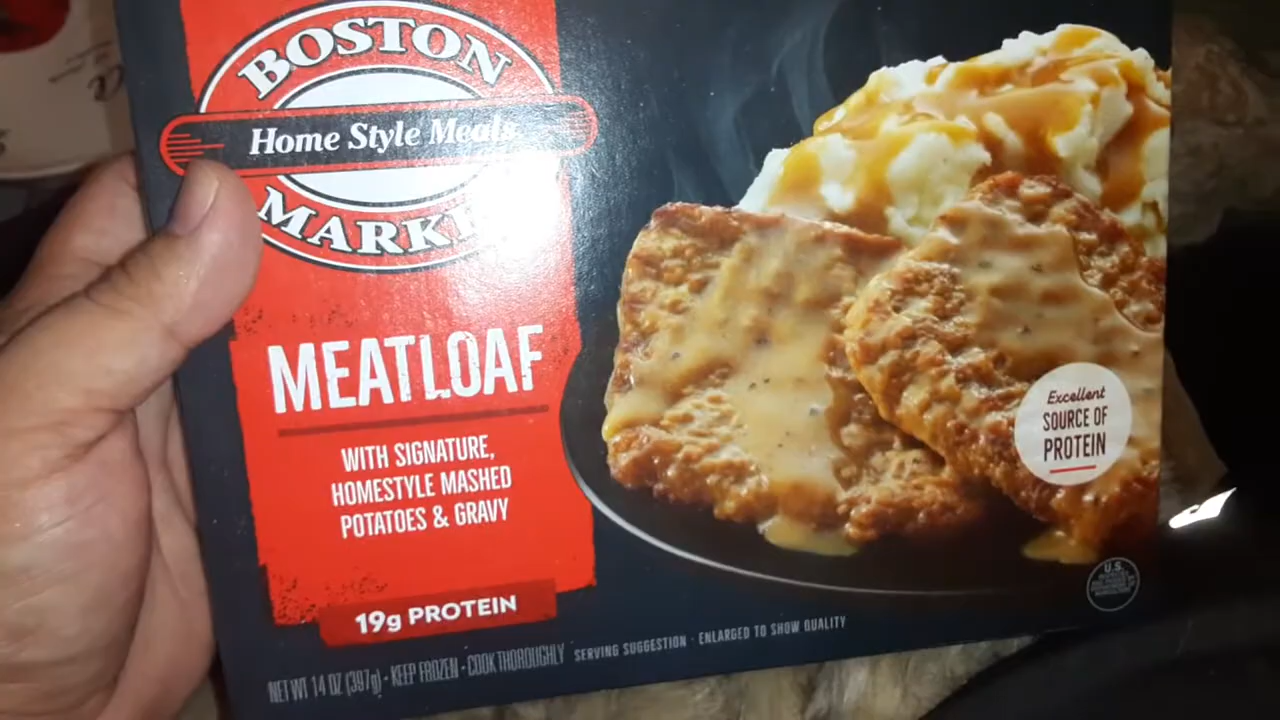 BOSTON
Home Style Meals
MARKE
MEATLOAF
WITH SIGNATURE,
HOMESTYLE MASHED
POTATOES & GRAVY
19g PROTEIN
Excellent
SOURCE OF
PROTEIN
U.S.
NET WT 14 OZ (397g) • KEEP FROZEN • COOK THOROUGHLY SERVING SUGGESTION • ENLARGED TO SHOW QUALITY